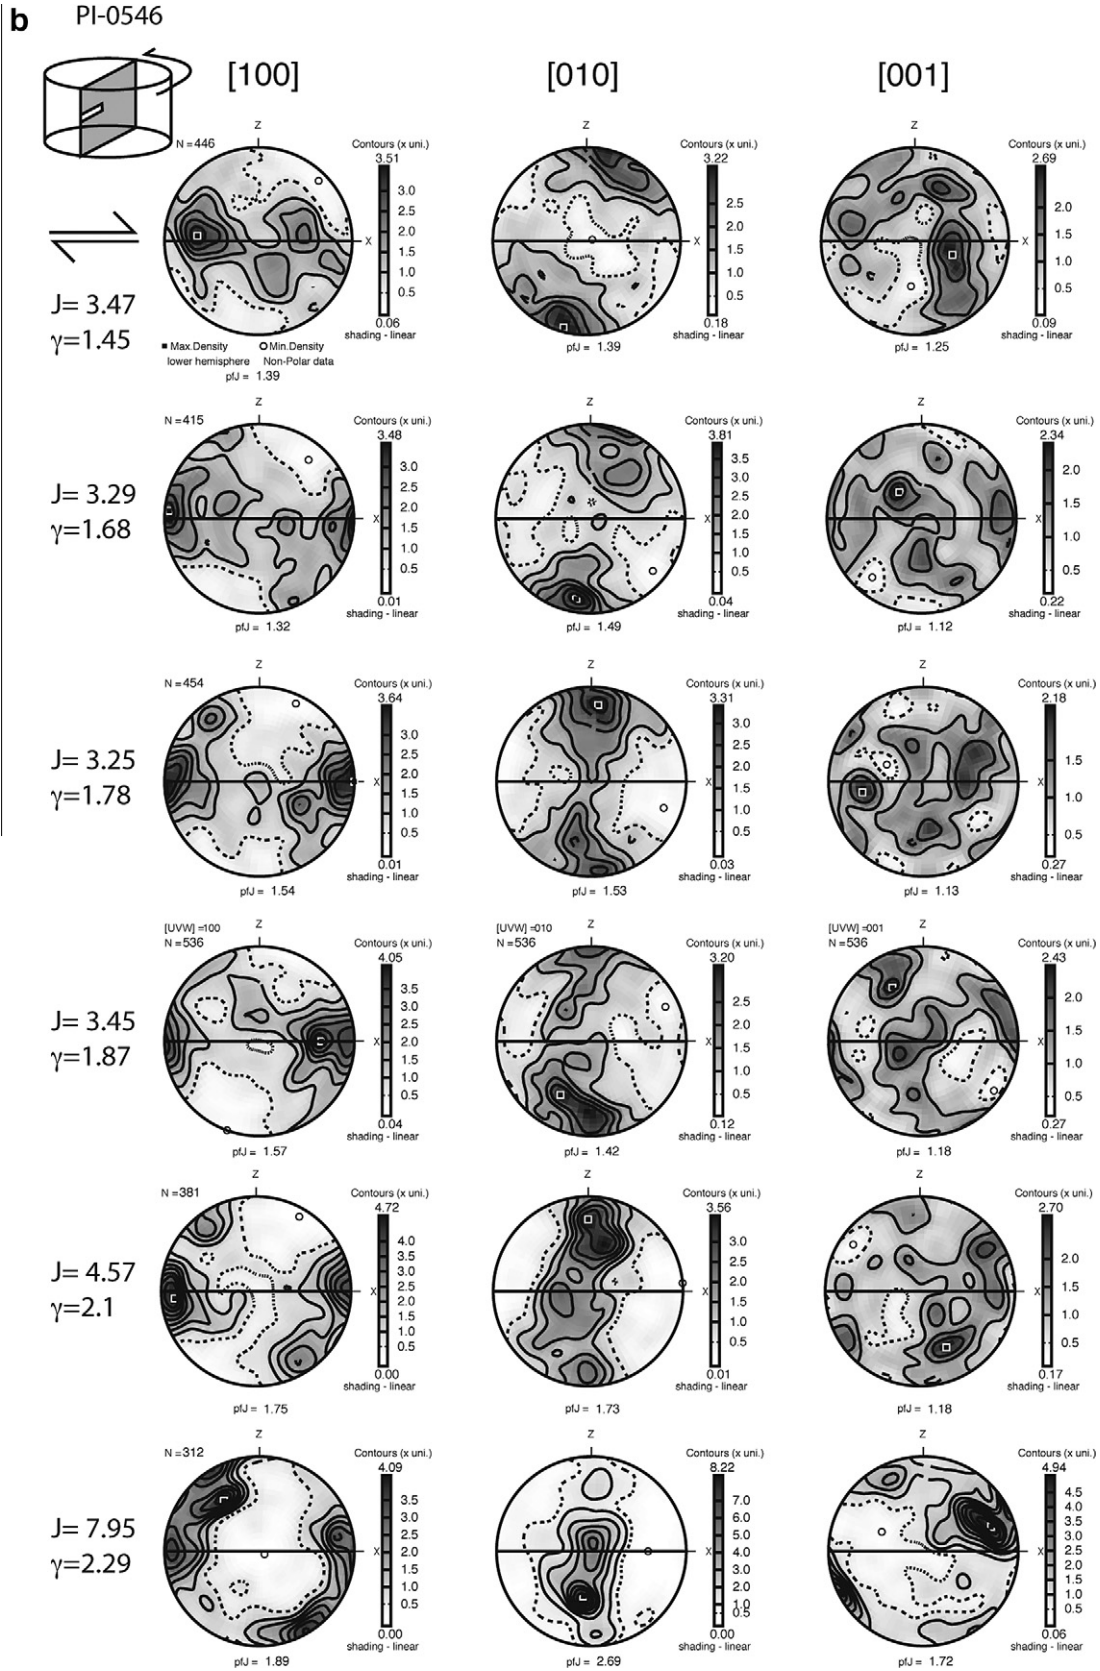 b
PI-0546
[100]
[010]
[001]
Z
Z
Z
N = 446
Contours (x uni.)
Contours (x uni.)
Contours (x uni.)
3.51
3.22
2.69
3.0
2.5
2.0
1.5
1.0
0.5
2.5
2.0
1.5
1.0
0.5
2.0
1.5
1.0
0.5
X
X
X
J= 3.47
γ=1.45
0.06
0.18
0.09
shading - linear
shading - linear
shading - linear
Max.Density
Min.Density
lower hemisphere
Non-Polar data
pfJ = 1.39
pfJ = 1.39
pfJ = 1.25
Z
Z
Z
N =415
Contours (x uni.)
Contours (x uni.)
Contours (x uni.)
3.48
3.81
2.34
3.0
2.5
2.0
1.5
1.0
0.5
3.5
3.0
2.5
2.0
1.5
1.0
0.5
2.0
1.5
1.0
0.5
X
X
X
J= 3.29
γ=1.68
0.01
0.04
0.22
shading - linear
shading - linear
shading - linear
pfJ = 1.32
pfJ = 1.49
pfJ = 1.12
Z
Z
Z
N =454
Contours (x uni.)
Contours (x uni.)
Contours (x uni.)
3.64
3.31
2.18
3.0
2.5
2.0
1.5
1.0
0.5
3.0
2.5
2.0
1.5
1.0
0.5
1.5
1.0
0.5
X
X
X
J= 3.25
γ=1.78
0.01
0.03
0.27
shading - linear
shading - linear
shading - linear
pfJ = 1.54
pfJ = 1.53
pfJ = 1.13
Z
Z
Z
[UVW] =100
[UVW] =010
[UVW] =001
N =536
N =536
N =536
Contours (x uni.)
Contours (x uni.)
Contours (x uni.)
4.05
3.20
2.43
3.5
3.0
2.5
2.0
1.5
1.0
0.5
2.5
2.0
1.5
1.0
0.5
2.0
1.5
1.0
0.5
X
X
X
J= 3.45
γ=1.87
0.04
0.12
0.27
shading - linear
shading - linear
shading - linear
pfJ = 1.57
pfJ = 1.42
pfJ = 1.18
Z
Z
Z
N =381
Contours (x uni.)
Contours (x uni.)
Contours (x uni.)
4.72
3.56
2.70
4.0
3.5
3.0
2.5
2.0
1.5
1.0
0.5
3.0
2.5
2.0
1.5
1.0
0.5
2.0
1.5
1.0
0.5
X
X
X
J= 4.57
γ=2.1
0.00
0.01
0.17
shading - linear
shading - linear
shading - linear
pfJ = 1.75
pfJ = 1.73
pfJ = 1.18
Z
Z
Z
N =312
Contours (x uni.)
Contours (x uni.)
Contours (x uni.)
4.09
8.22
4.94
3.5
3.0
2.5
2.0
1.5
1.0
0.5
7.0
6.0
5.0
4.0
3.0
2.0
1.0
0.5
4.5
4.0
3.5
3.0
2.5
2.0
1.5
1.0
0.5
X
X
X
J= 7.95
γ=2.29
0.00
0.00
0.06
shading - linear
shading - linear
shading - linear
pfJ = 1.89
pfJ = 2.69
pfJ = 1.72